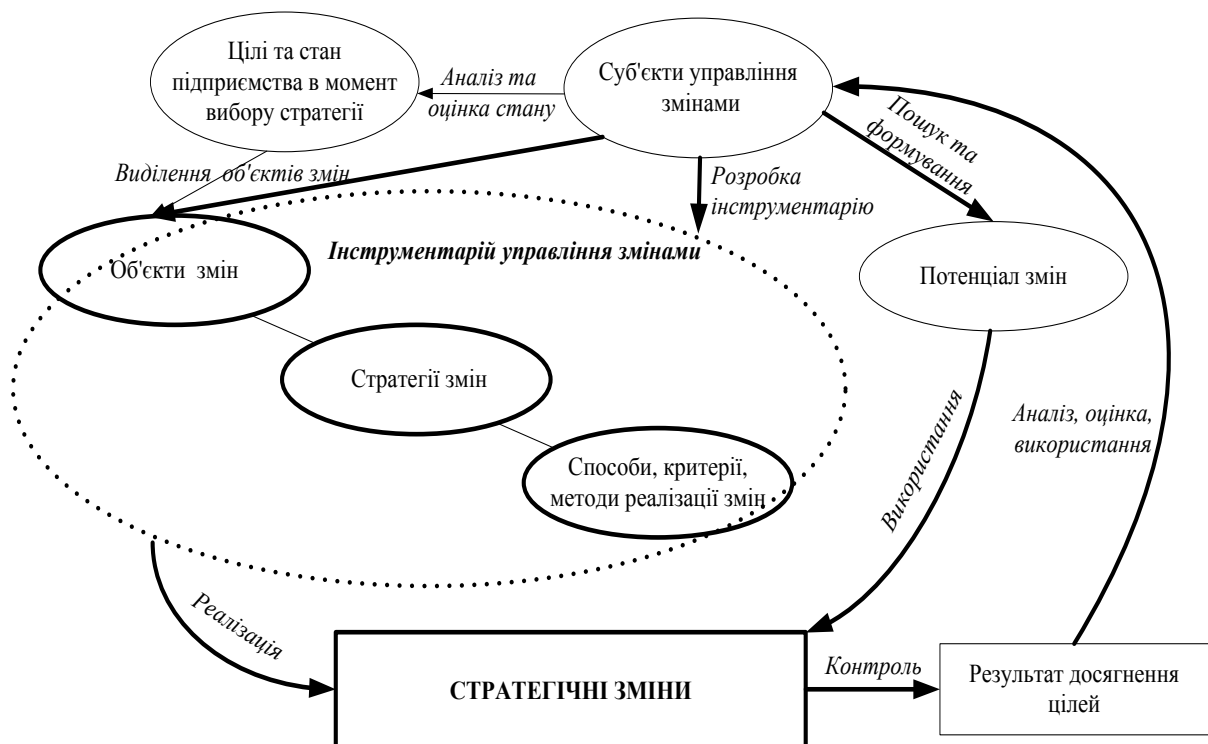 Цілі та стан
підприємства в момент
вибору стратегії
Аналіз та
оцінка стану
Суб'єкти управління
змінами
Пошук та
формування
Виділення об'єктів змін
Розробка
інструментарію
Інструментарій управління змінами
Об'єкти змін
Потенціал змін
Стратегії змін
Аналіз, оцінка,
використання
Способи, критерії,
методи реалізації змін
Використання
Реалізація
СТРАТЕГІЧНІ ЗМІНИ
Контроль
Результат досягнення
цілей